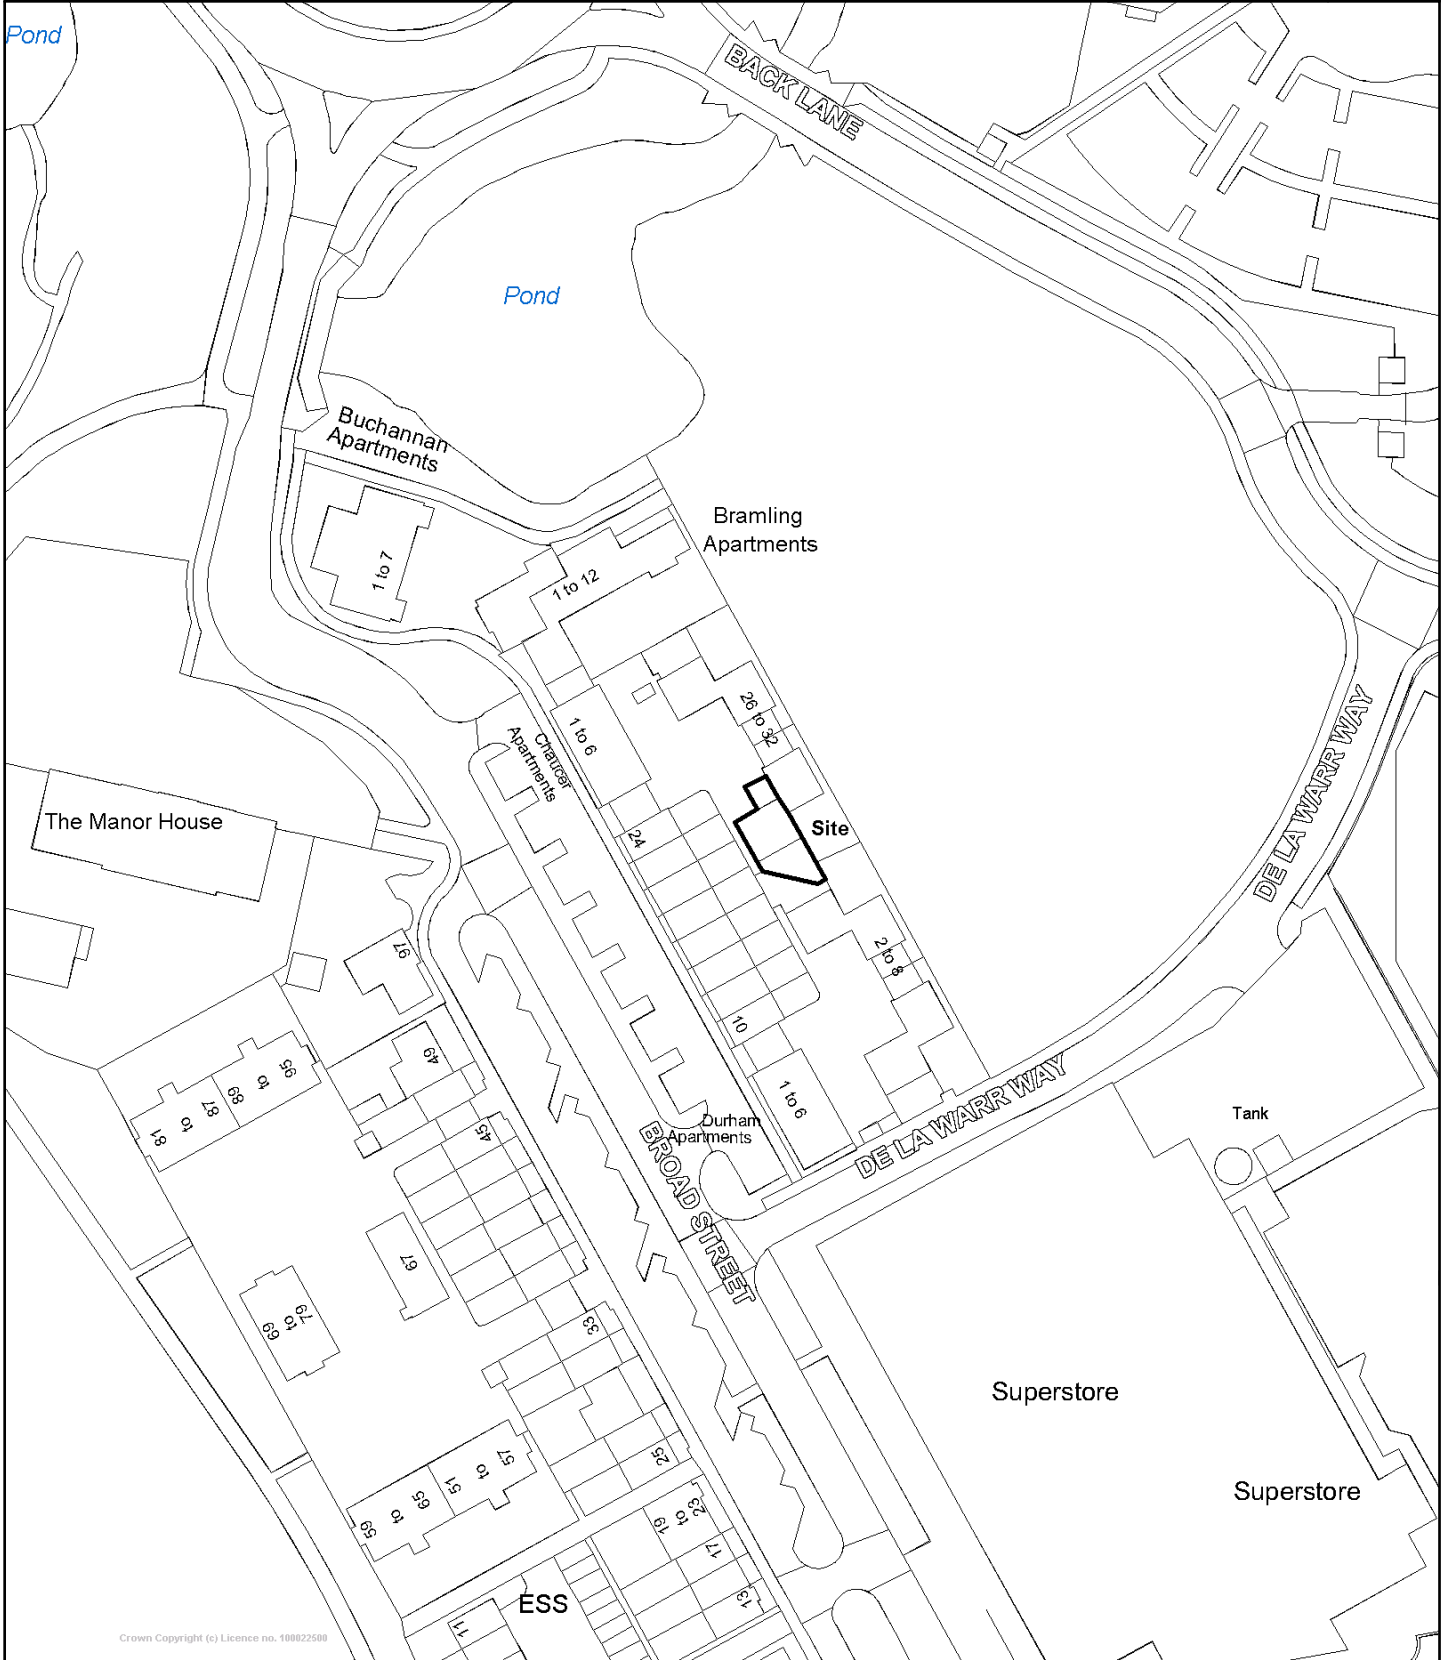 Pond
BACK LANE
Pond
Buchannan
Apartments
1 to 7
Bramling
Apartments
1 to 12
26 to 32
1 to 6
Chaucer
Apartments
The Manor House
24
Site
DE LA WARR WAY
97
2 to 8
10
49
95
to
89
87
to
81
45
1 to 6
Durham
Apartments
BROAD STREET
DE LA WARR WAY
Tank
67
79
to
69
33
Superstore
25
57
to
51
65
to
59
Superstore
23
to
19
17
13
ESS
11
Crown Copyright (c) Licence no. 100022500